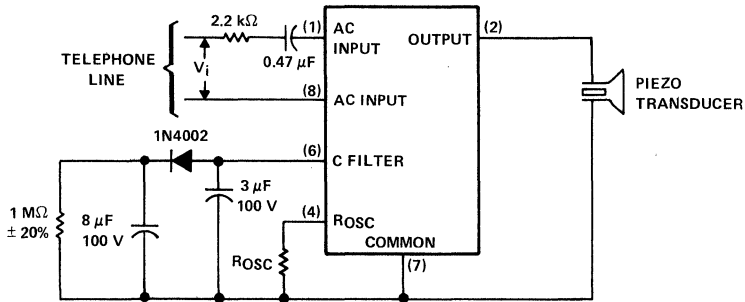 2.2 kΩ
(1)
AC
INPUT
OUTPUT
(2)
TELEPHONE
LINE
Vi
0.47 μF
(8)
AC INPUT
PIEZO
TRANSDUCER
1N4002
(6)
C FILTER
1 MΩ
± 20%
8 μF
100 V
3 μF
100 V
(4)
ROSC
ROSC
COMMON
(7)